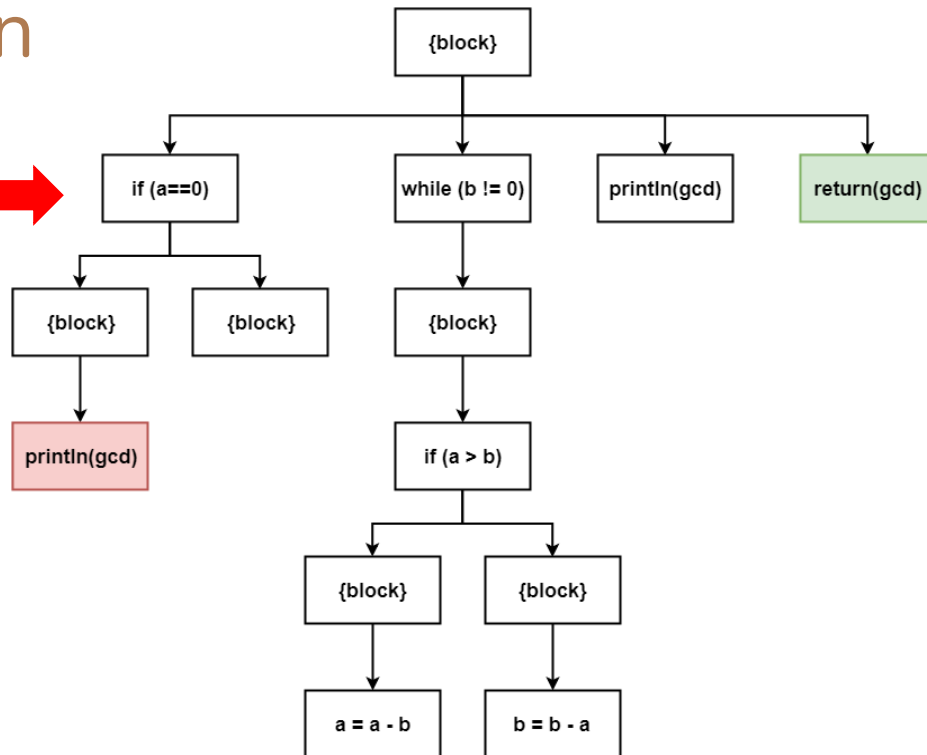 n
{block}
if (a==0)
while (b != 0)
println(gcd)
return(gcd)
{block}
{block}
{block}
println(gcd)
if (a > b)
{block}
{block}
a = a - b
b = b - a